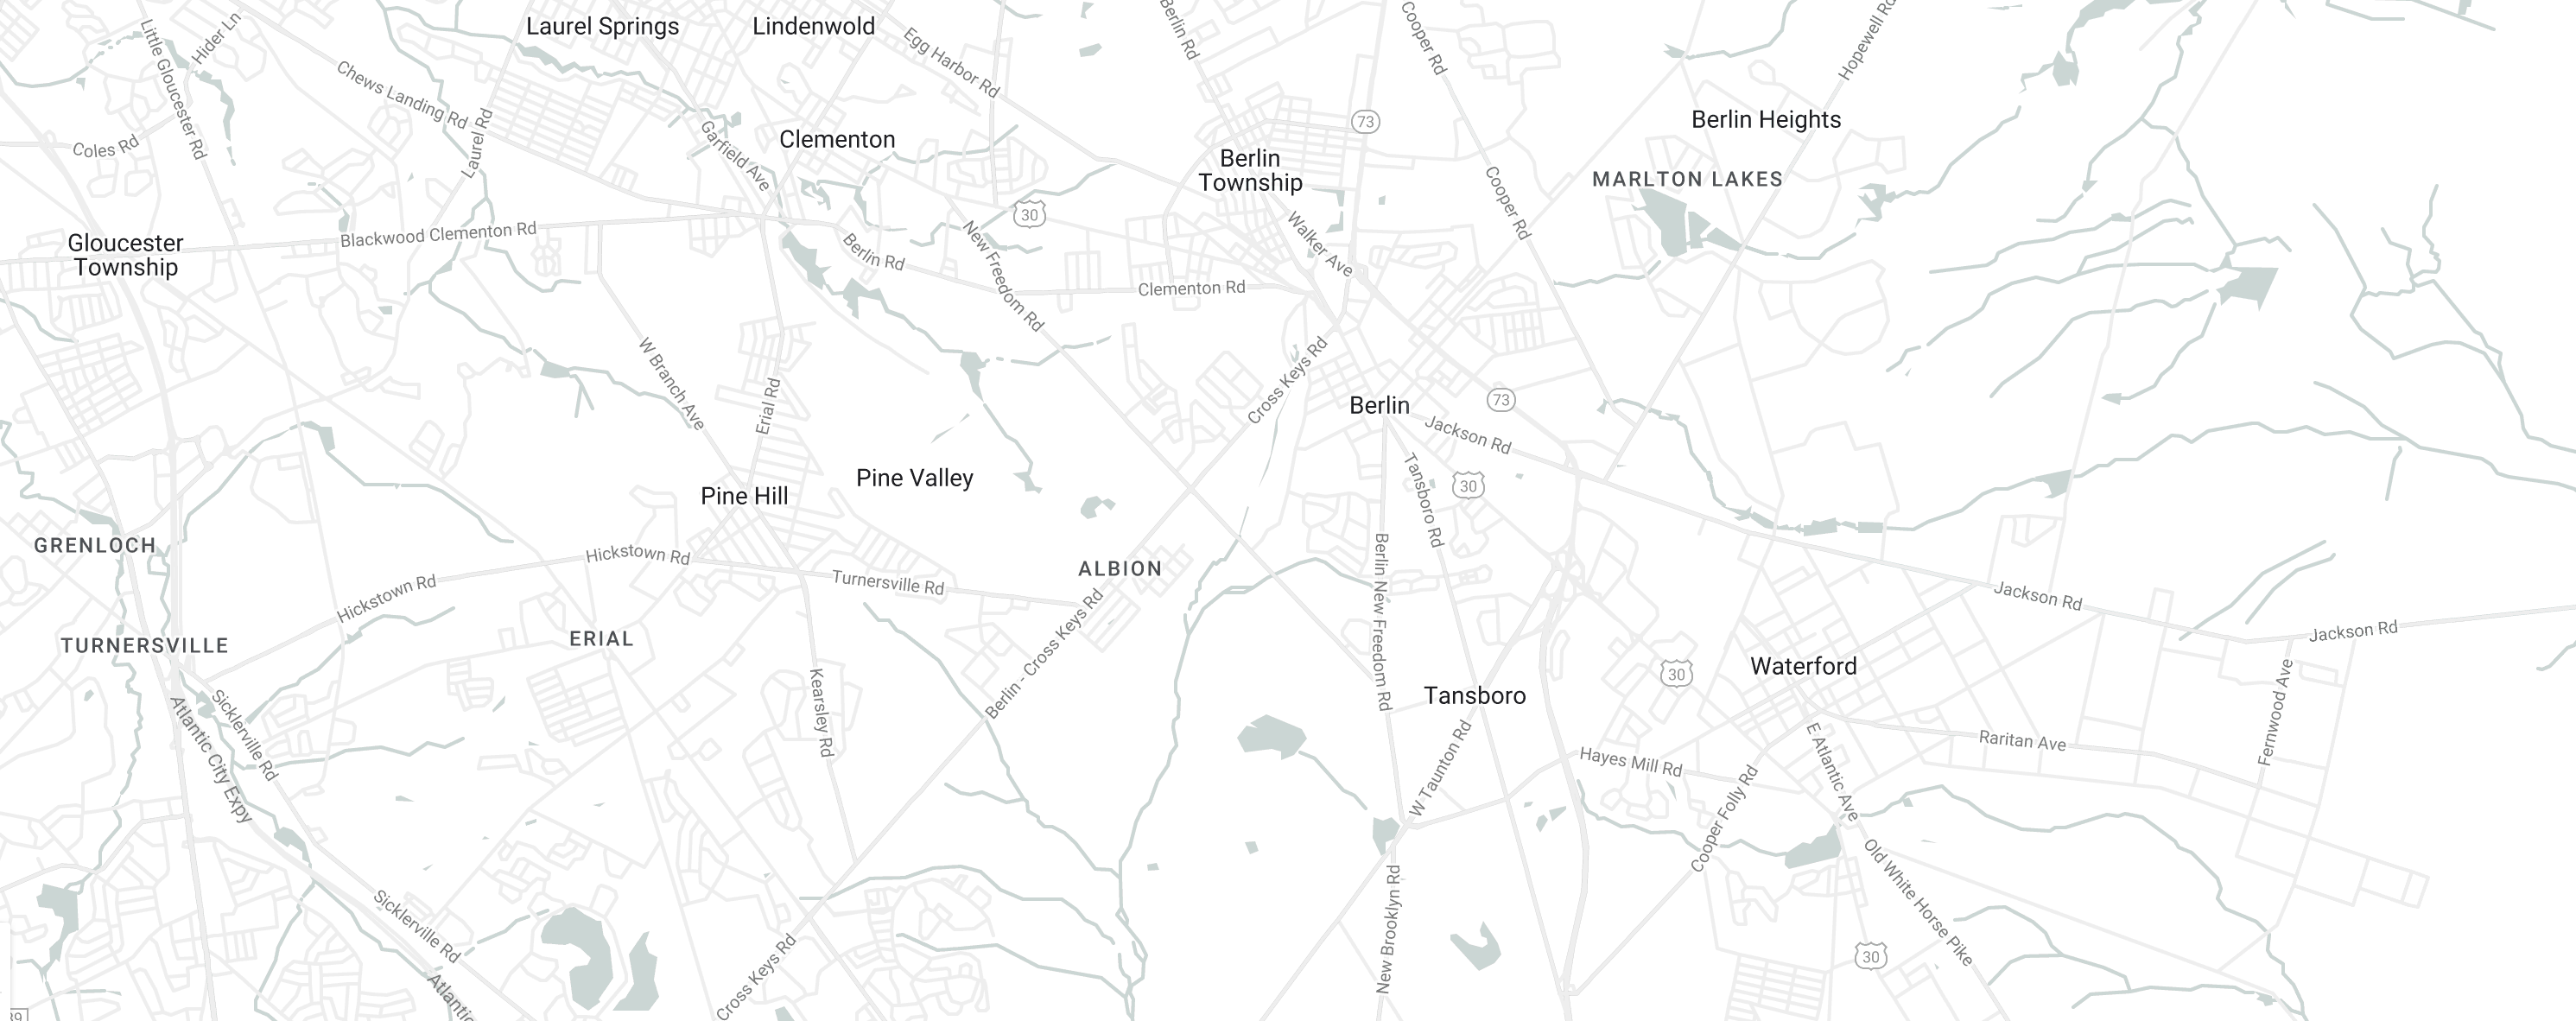 Laurel Springs
Lindenwold
Hider Ln
Little Gloucester Rd
Chews Landing Rd
Egg Harbor Rd
Berlin Rd
Cooper Rd
Hopewell Rd
Coles Rd
Laurel Rd
Garfield Ave
Clementon
73
Berlin Heights
Berlin
Township
MARLTON LAKES
Cooper Rd
30
Gloucester
Township
Blackwood Clementon Rd
Berlin Rd
New Freedom Rd
Walker Ave
Clementon Rd
W Branch Ave
Erial Rd
Cross Keys Rd
Berlin
73
Jackson Rd
Tansboro Rd
30
Pine Hill
Pine Valley
GRENLOCH
Hickstown Rd
Hickstown Rd
Turnersville Rd
ALBION
Berlin New Freedom Rd
Jackson Rd
Jackson Rd
TURNERSVILLE
ERIAL
Berlin - Cross Keys Rd
Kearsley Rd
30
Waterford
Tansboro
Fernwood Ave
Sicklerville Rd
Atlantic City Expy
W Taunton Rd
Hayes Mill Rd
Cooper Folly Rd
E Atlantic Ave
Raritan Ave
Old White Horse Pike
New Brooklyn Rd
Sicklerville Rd
Cross Keys Rd
30